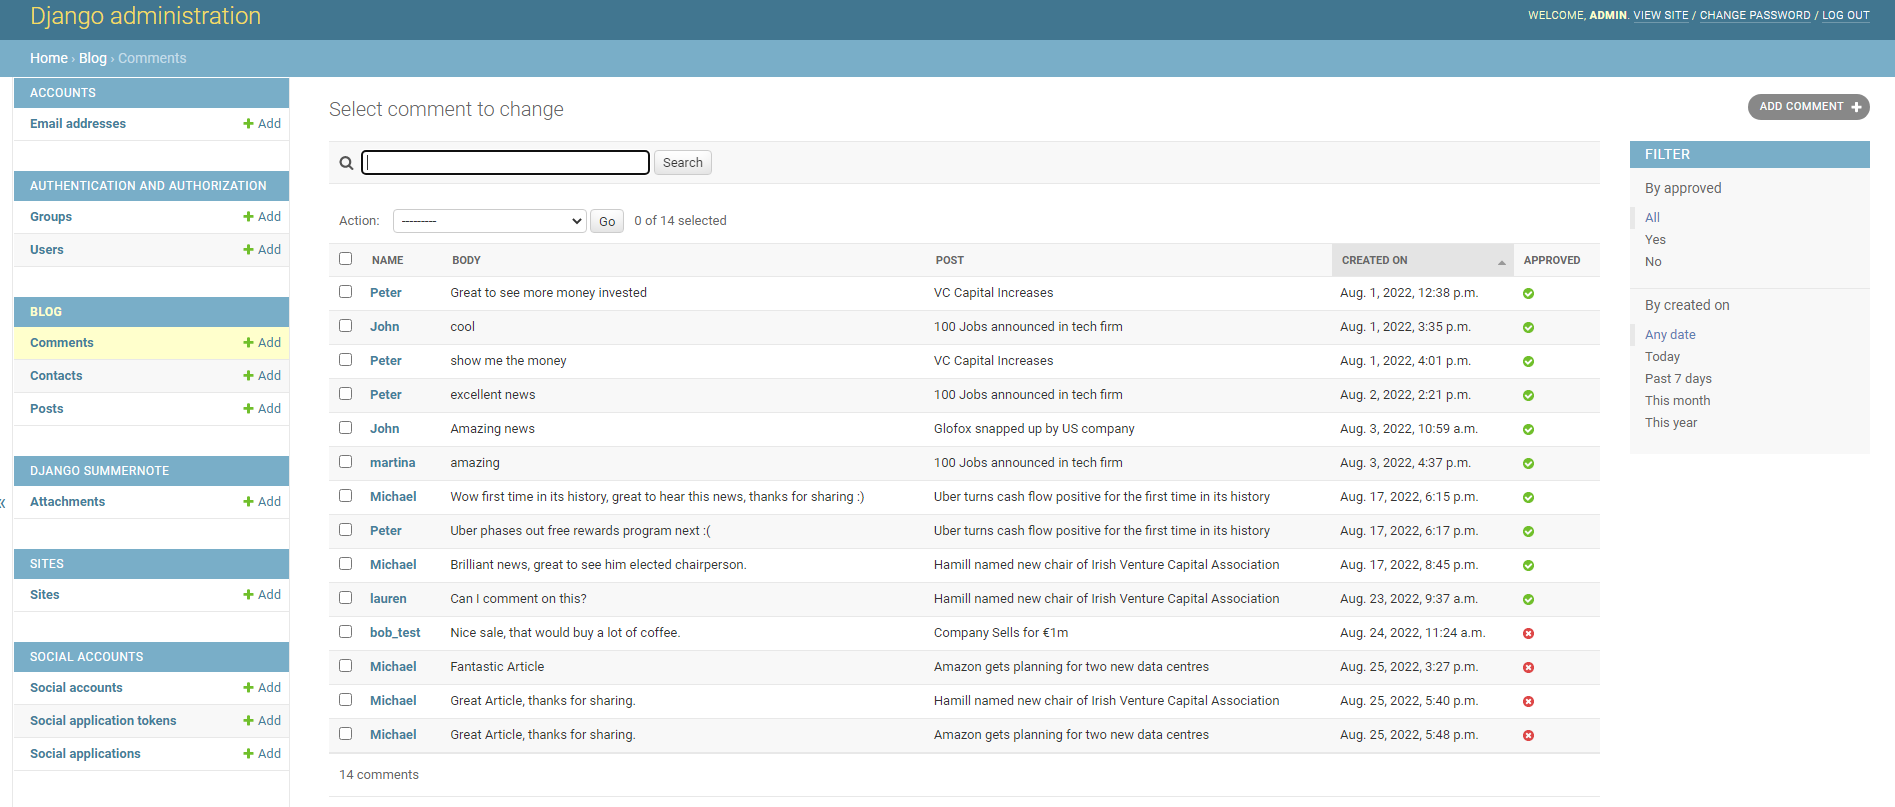 Django administration
WELCOME, ADMIN. VIEW SITE / CHANGE PASSWORD / LOG OUT
Home › Blog › Comments
ACCOUNTS
Email addresses Add
AUTHENTICATION AND AUTHORIZATION
Groups Add
Users Add
BLOG
Comments Add
Contacts Add
Posts Add
DJANGO SUMMERNOTE
Attachments Add
SITES
Sites Add
SOCIAL ACCOUNTS
Social accounts Add
Social application tokens Add
Social applications Add
Select comment to change
ADD COMMENT
Search
Action: --------- Go 0 of 14 selected
NAME BODY POST CREATED ON APPROVED
Peter Great to see more money invested VC Capital Increases Aug. 1, 2022, 12:38 p.m.
John cool 100 Jobs announced in tech firm Aug. 1, 2022, 3:35 p.m.
Peter show me the money VC Capital Increases Aug. 1, 2022, 4:01 p.m.
Peter excellent news 100 Jobs announced in tech firm Aug. 2, 2022, 2:21 p.m.
John Amazing news Glofox snapped up by US company Aug. 3, 2022, 10:59 a.m.
martina amazing 100 Jobs announced in tech firm Aug. 3, 2022, 4:37 p.m.
Michael Wow first time in its history, great to hear this news, thanks for sharing :) Uber turns cash flow positive for the first time in its history Aug. 17, 2022, 6:15 p.m.
Peter Uber phases out free rewards program next :( Uber turns cash flow positive for the first time in its history Aug. 17, 2022, 6:17 p.m.
Michael Brilliant news, great to see him elected chairperson. Hamill named new chair of Irish Venture Capital Association Aug. 17, 2022, 8:45 p.m.
lauren Can I comment on this? Hamill named new chair of Irish Venture Capital Association Aug. 23, 2022, 9:37 a.m.
bob_test Nice sale, that would buy a lot of coffee. Company Sells for €1m Aug. 24, 2022, 11:24 a.m.
Michael Fantastic Article Amazon gets planning for two new data centres Aug. 25, 2022, 3:27 p.m.
Michael Great Article, thanks for sharing. Hamill named new chair of Irish Venture Capital Association Aug. 25, 2022, 5:40 p.m.
Michael Great Article, thanks for sharing. Amazon gets planning for two new data centres Aug. 25, 2022, 5:48 p.m.
14 comments
FILTER
By approved
All
Yes
No
By created on
Any date
Today
Past 7 days
This month
This year